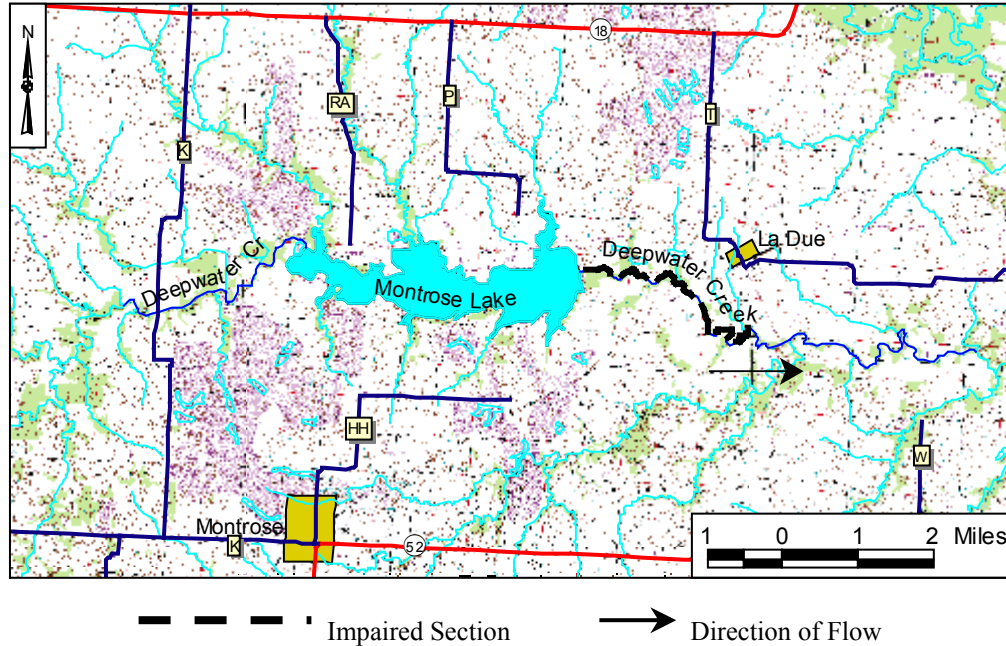 N
18
RA
P
T
K
La Due
Deepwater Cr
Deepwater Creek
Montrose Lake
HH
W
Montrose
K
52
1 0 1 2 Miles
Impaired Section
Direction of Flow